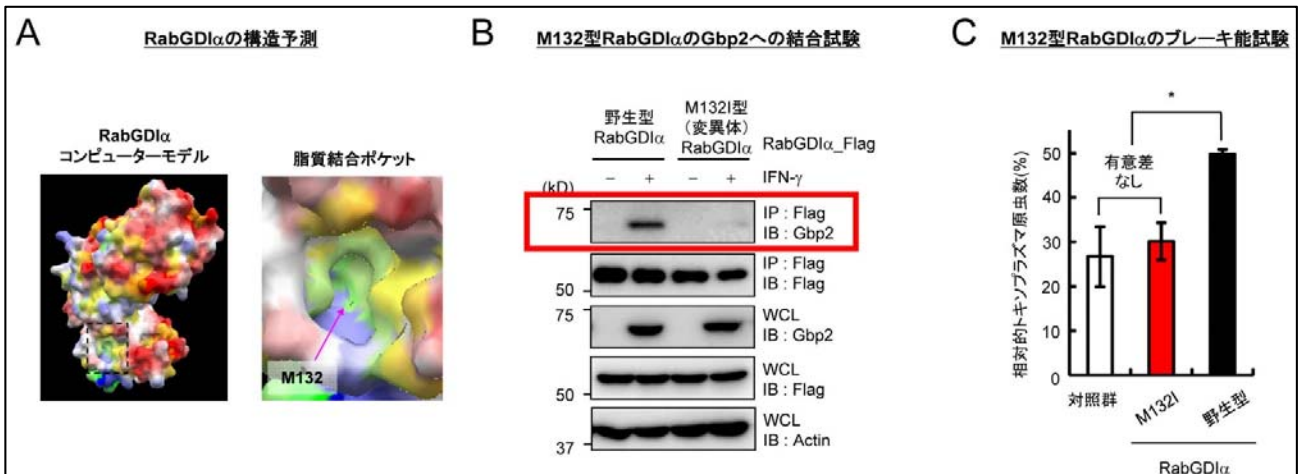 A
RabGDIαの構造予測
RabGDIα
コンピューターモデル
脂質結合ポケット
M132
B
M132型RabGDIαのGbp2への結合試験
野生型
RabGDIα
M132I型
(変異体)
RabGDIα
RabGDIα_Flag
− + − + IFN-γ
(kD)
75
IP : Flag
IB : Gbp2
IP : Flag
IB : Flag
50
75
WCL
IB : Gbp2
WCL
IB : Flag
50
WCL
IB : Actin
37
C
M132型RabGDIαのブレーキ能試験
*
有意差
なし
相対的トキソプラズマ原虫数(%)
50
40
30
20
10
0
対照群
M132I
野生型
RabGDIα